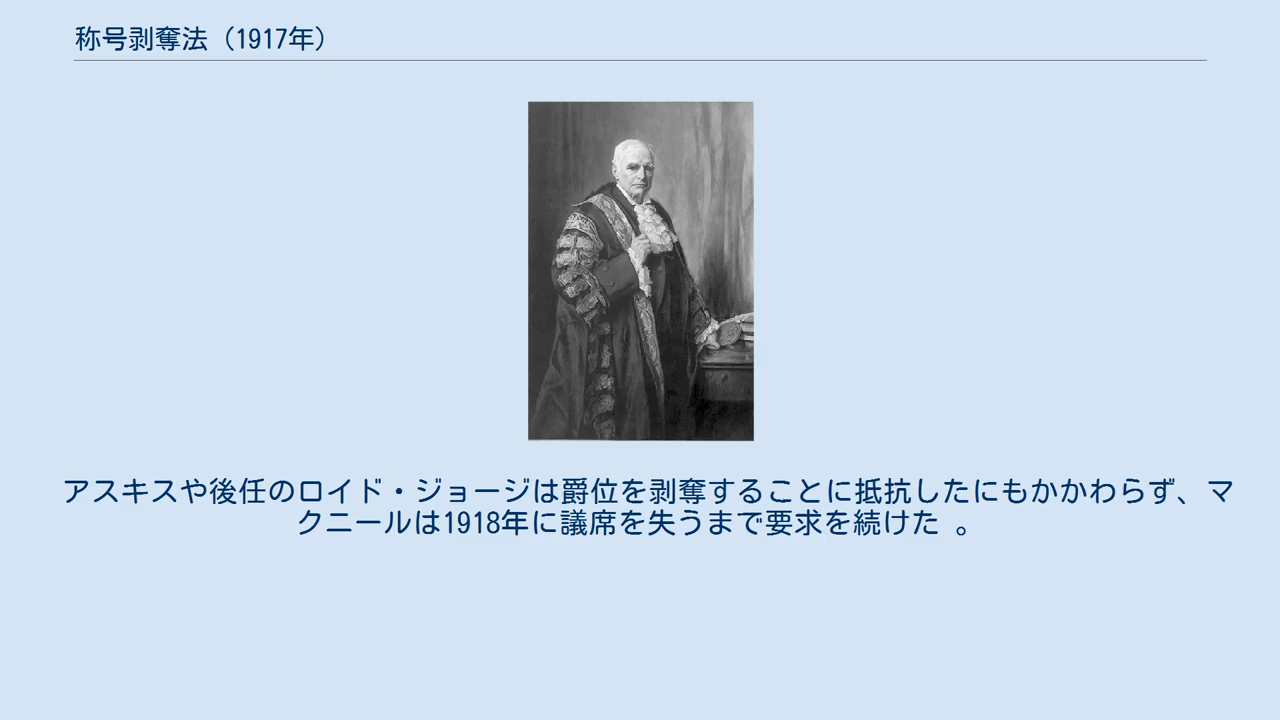 称号剥奪法（1917年）
アスキスや後任のロイド・ジョージは爵位を剥奪することに抵抗したにもかかわらず、マ
クニールは1918年に議席を失うまで要求を続けた 。